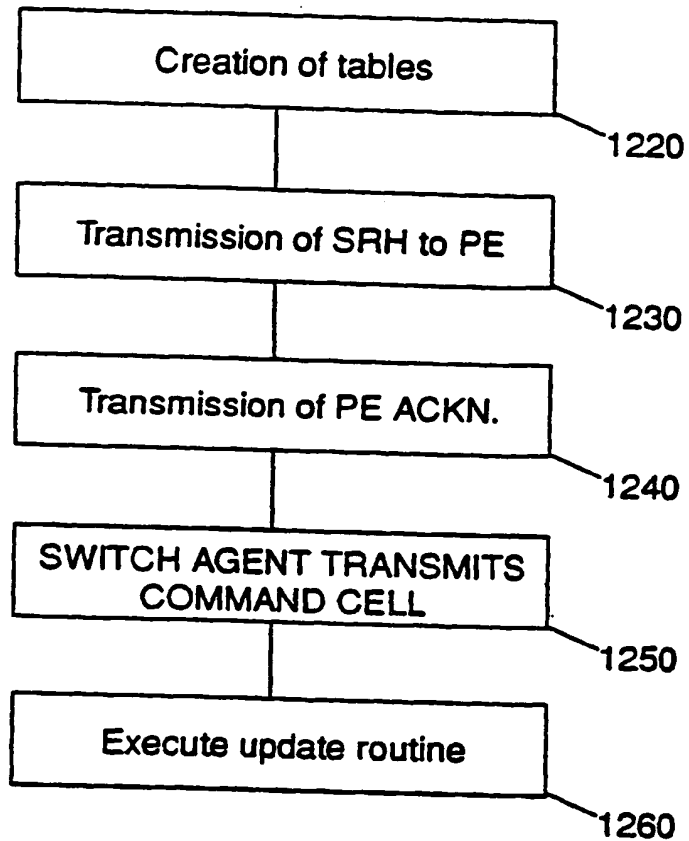 Creation of tables
1220
Transmission of SRH to PE
1230
Transmission of PE ACKN.
1240
SWITCH AGENT TRANSMITS
COMMAND CELL
1250
Execute update routine
1260